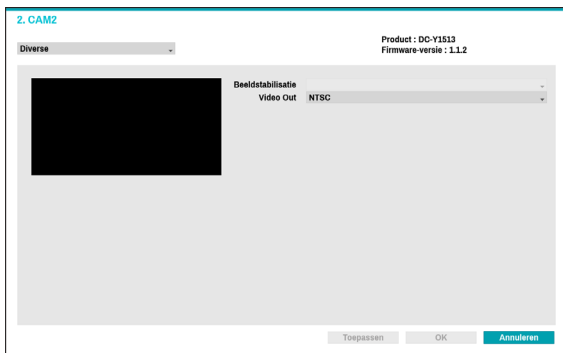 2. CAM2
Diverse
Product : DC-Y1513
Firmware-versie : 1.1.2
Beeldstabilisatie
Video Out NTSC
Toepassen OK Annuleren